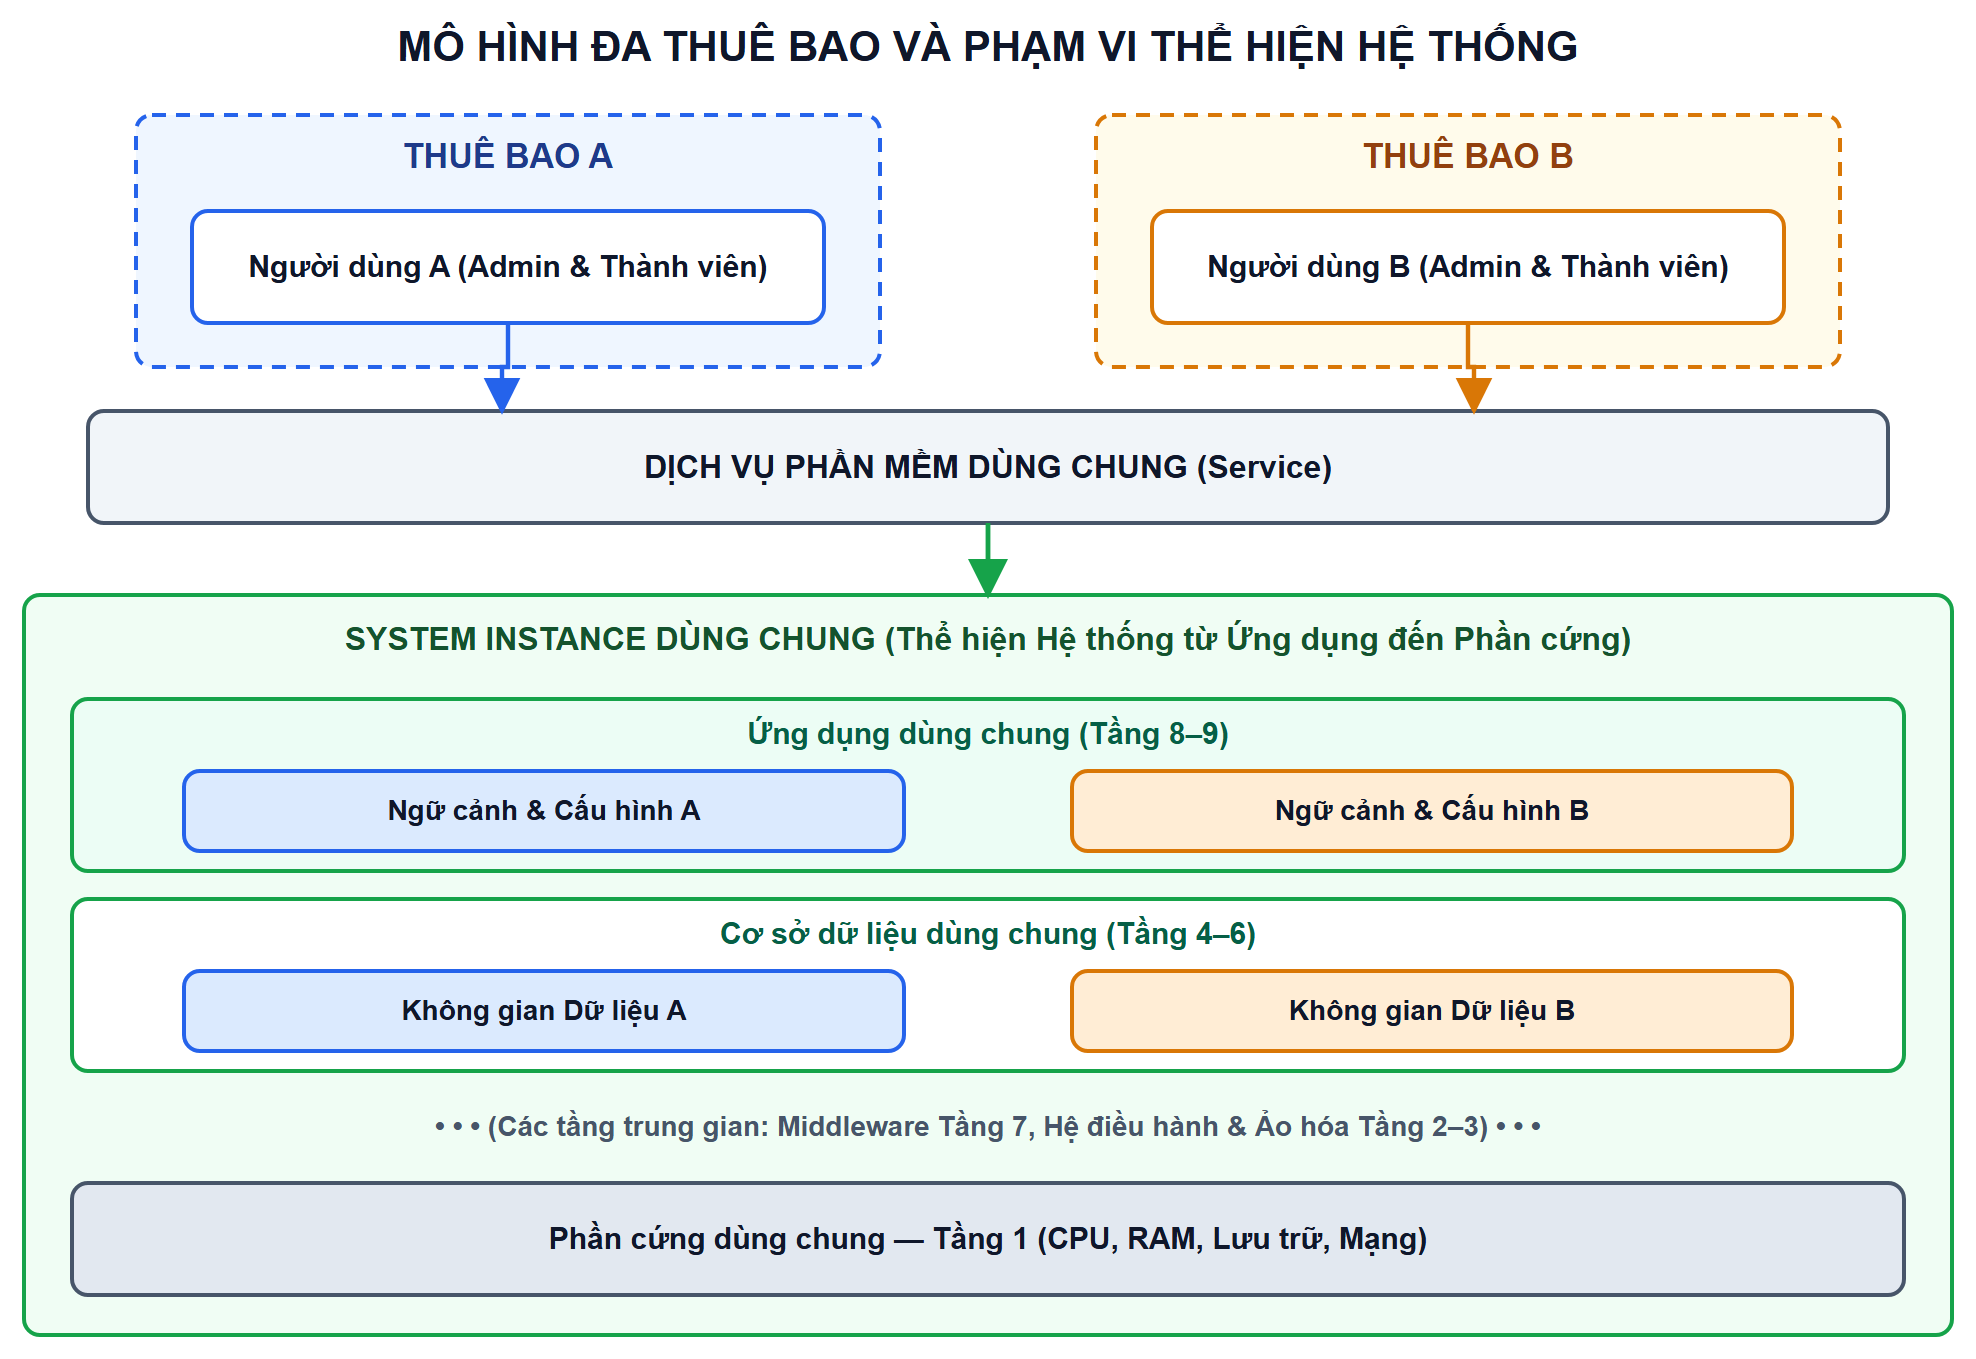 MÔ HÌNH ĐA THUÊ BAO VÀ PHẠM VI THỂ HIỆN HỆ THỐNG
THUÊ BAO A
THUÊ BAO B
Người dùng A (Admin & Thành viên)
Người dùng B (Admin & Thành viên)
DỊCH VỤ PHẦN MỀM DÙNG CHUNG (Service)
SYSTEM INSTANCE DÙNG CHUNG (Thể hiện Hệ thống từ Ứng dụng đến Phần cứng)
Ứng dụng dùng chung (Tầng 8–9)
Ngữ cảnh & Cấu hình A
Ngữ cảnh & Cấu hình B
Cơ sở dữ liệu dùng chung (Tầng 4–6)
Không gian Dữ liệu A
Không gian Dữ liệu B
• • • (Các tầng trung gian: Middleware Tầng 7, Hệ điều hành & Ảo hóa Tầng 2–3) • • •
Phần cứng dùng chung — Tầng 1 (CPU, RAM, Lưu trữ, Mạng)